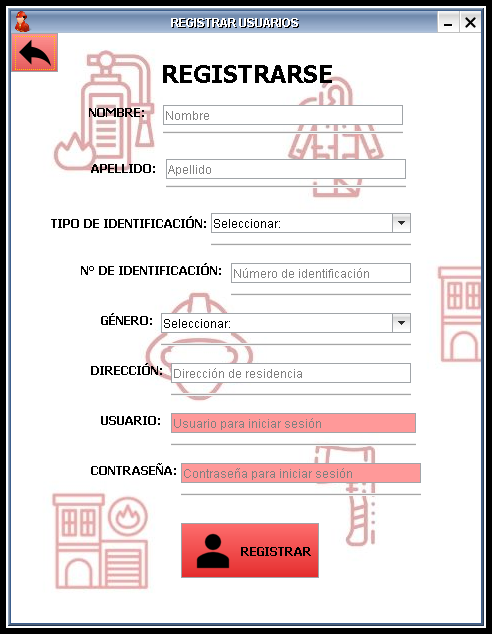 REGISTRAR USUARIOS
REGISTRARSE
NOMBRE: Nombre
APELLIDO: Apellido
TIPO DE IDENTIFICACIÓN: Seleccionar:
Nº DE IDENTIFICACIÓN: Número de identificación
GÉNERO: Seleccionar:
DIRECCIÓN: Dirección de residencia
USUARIO: Usuario para iniciar sesión
CONTRASEÑA: Contraseña para iniciar sesión
REGISTRAR